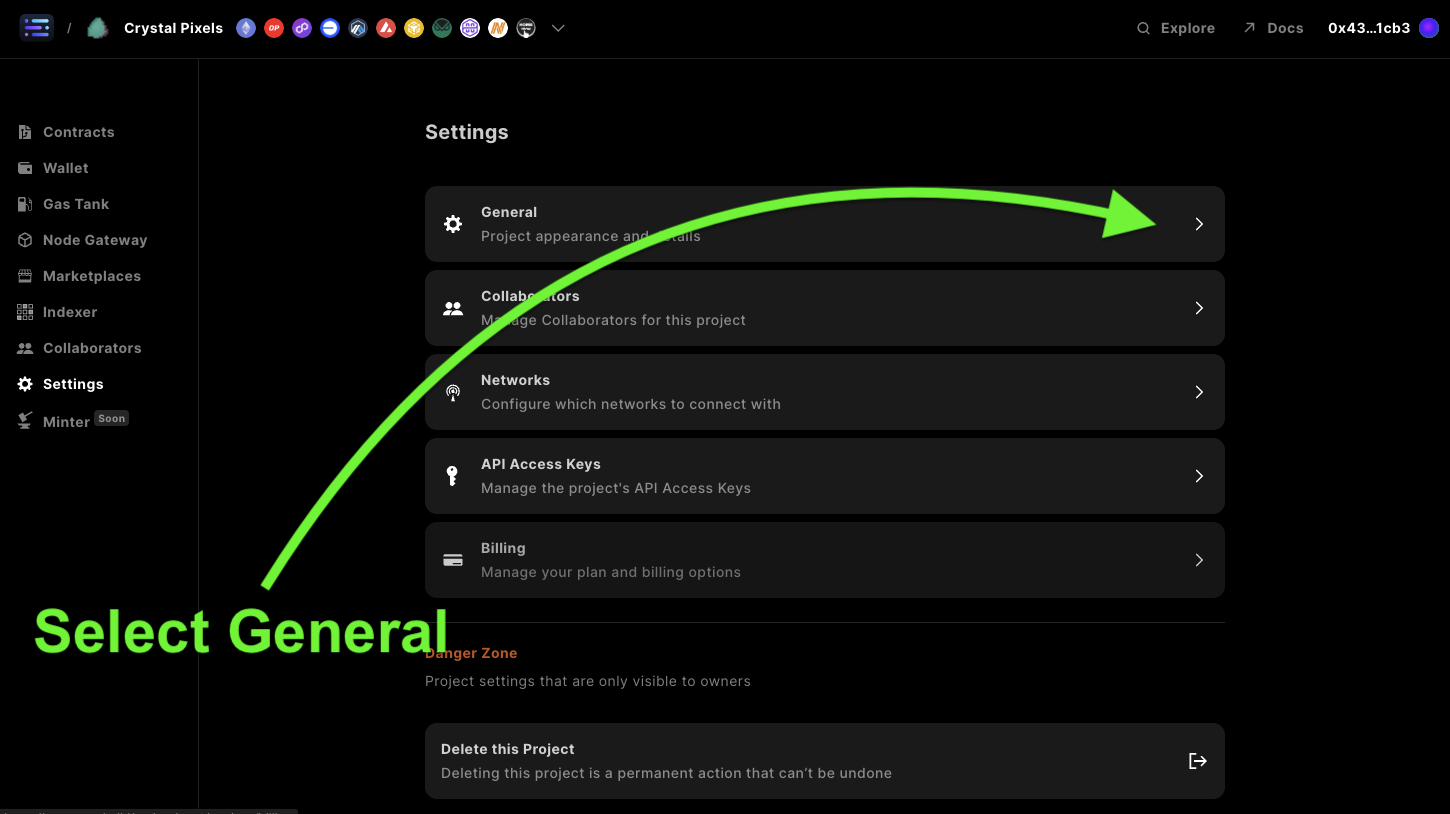 / Crystal Pixels
Explore
Docs
0x43...1cb3
Contracts
Wallet
Gas Tank
Node Gateway
Marketplaces
Indexer
Collaborators
Settings
Minter Soon
Settings
General
Project appearance and details
Collaborators
Manage Collaborators for this project
Networks
Configure which networks to connect with
API Access Keys
Manage the project's API Access Keys
Billing
Manage your plan and billing options
Select General
Danger Zone
Project settings that are only visible to owners
Delete this Project
Deleting this project is a permanent action that can’t be undone